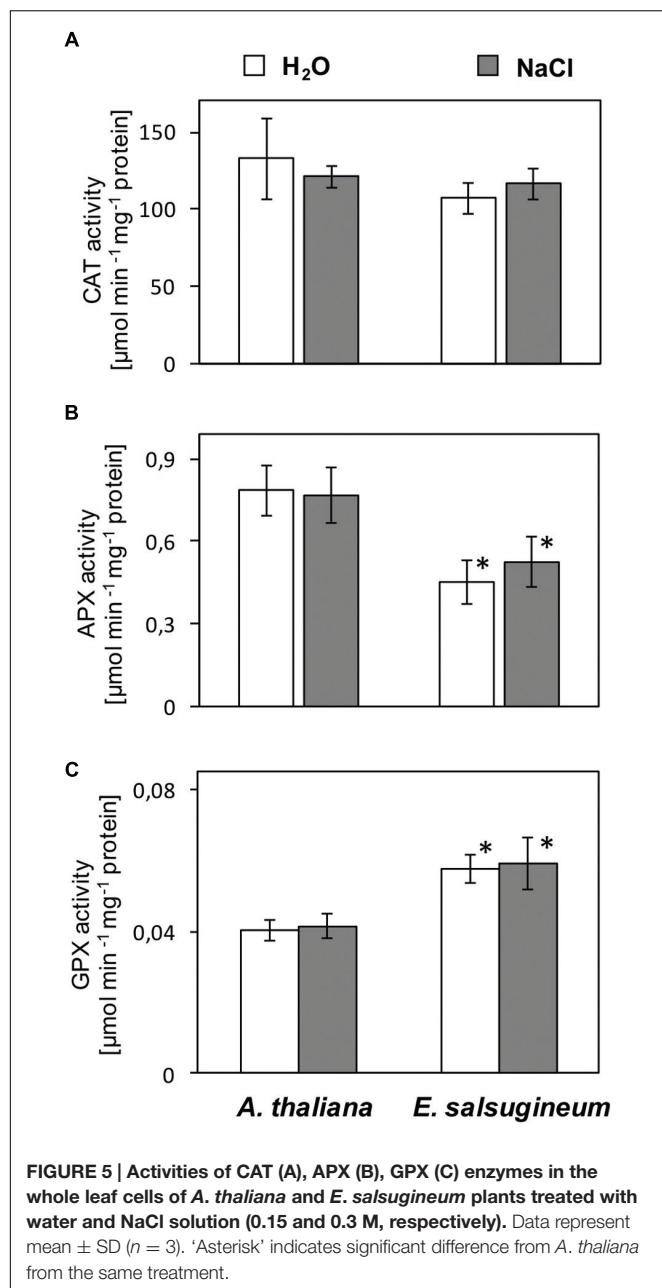 A
H₂O NaCl
CAT activity
[µmol min ⁻¹ mg⁻¹ protein]
150
100
50
0
B
APX activity
[µmol min ⁻¹ mg⁻¹ protein]
0,9
0,6
0,3
0
* *
C
GPX activity
[µmol min ⁻¹ mg⁻¹ protein]
0,08
0,04
0
* *
A. thaliana E. salsugineum
FIGURE 5 | Activities of CAT (A), APX (B), GPX (C) enzymes in the
whole leaf cells of A. thaliana and E. salsugineum plants treated with
water and NaCl solution (0.15 and 0.3 M, respectively). Data represent
mean ± SD (n = 3). ‘Asterisk’ indicates significant difference from A. thaliana
from the same treatment.